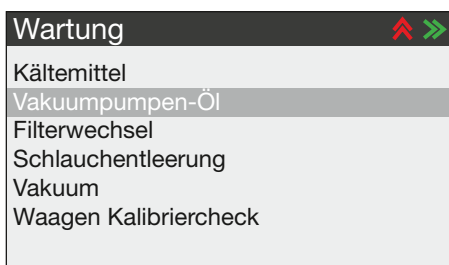 Wartung
Kältemittel
Vakuumpumpen-Öl
Filterwechsel
Schlauchentleerung
Vakuum
Waagen Kalibriercheck